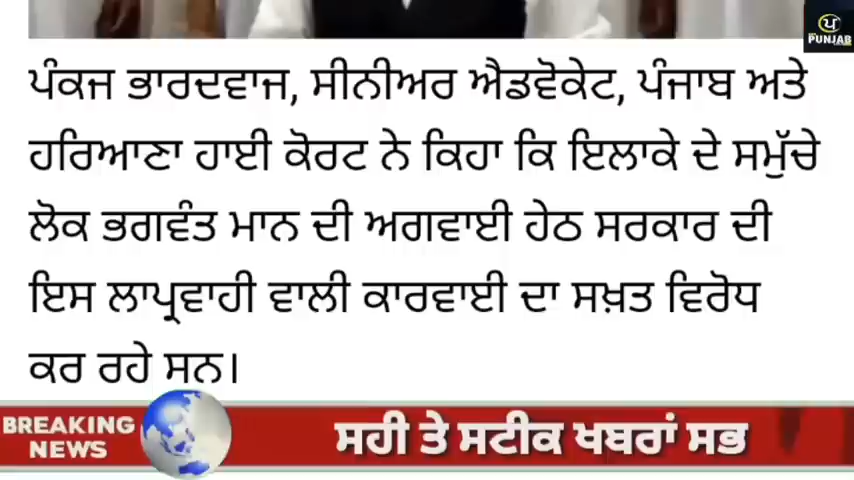 ਪ
PUNJAB
ਪੰਕਜ ਭਾਰਦਵਾਜ, ਸੀਨੀਅਰ ਐਡਵੋਕੇਟ, ਪੰਜਾਬ ਅਤੇ
ਹਰਿਆਣਾ ਹਾਈ ਕੋਰਟ ਨੇ ਕਿਹਾ ਕਿ ਇਲਾਕੇ ਦੇ ਸਮੁੱਚੇ
ਲੋਕ ਭਗਵੰਤ ਮਾਨ ਦੀ ਅਗਵਾਈ ਹੇਠ ਸਰਕਾਰ ਦੀ
ਇਸ ਲਾਪ੍ਰਵਾਹੀ ਵਾਲੀ ਕਾਰਵਾਈ ਦਾ ਸਖ਼ਤ ਵਿਰੋਧ
ਕਰ ਰਹੇ ਸਨ।
BREAKING
NEWS
ਸਹੀ ਤੇ ਸਟੀਕ ਖਬਰਾਂ ਸਭ